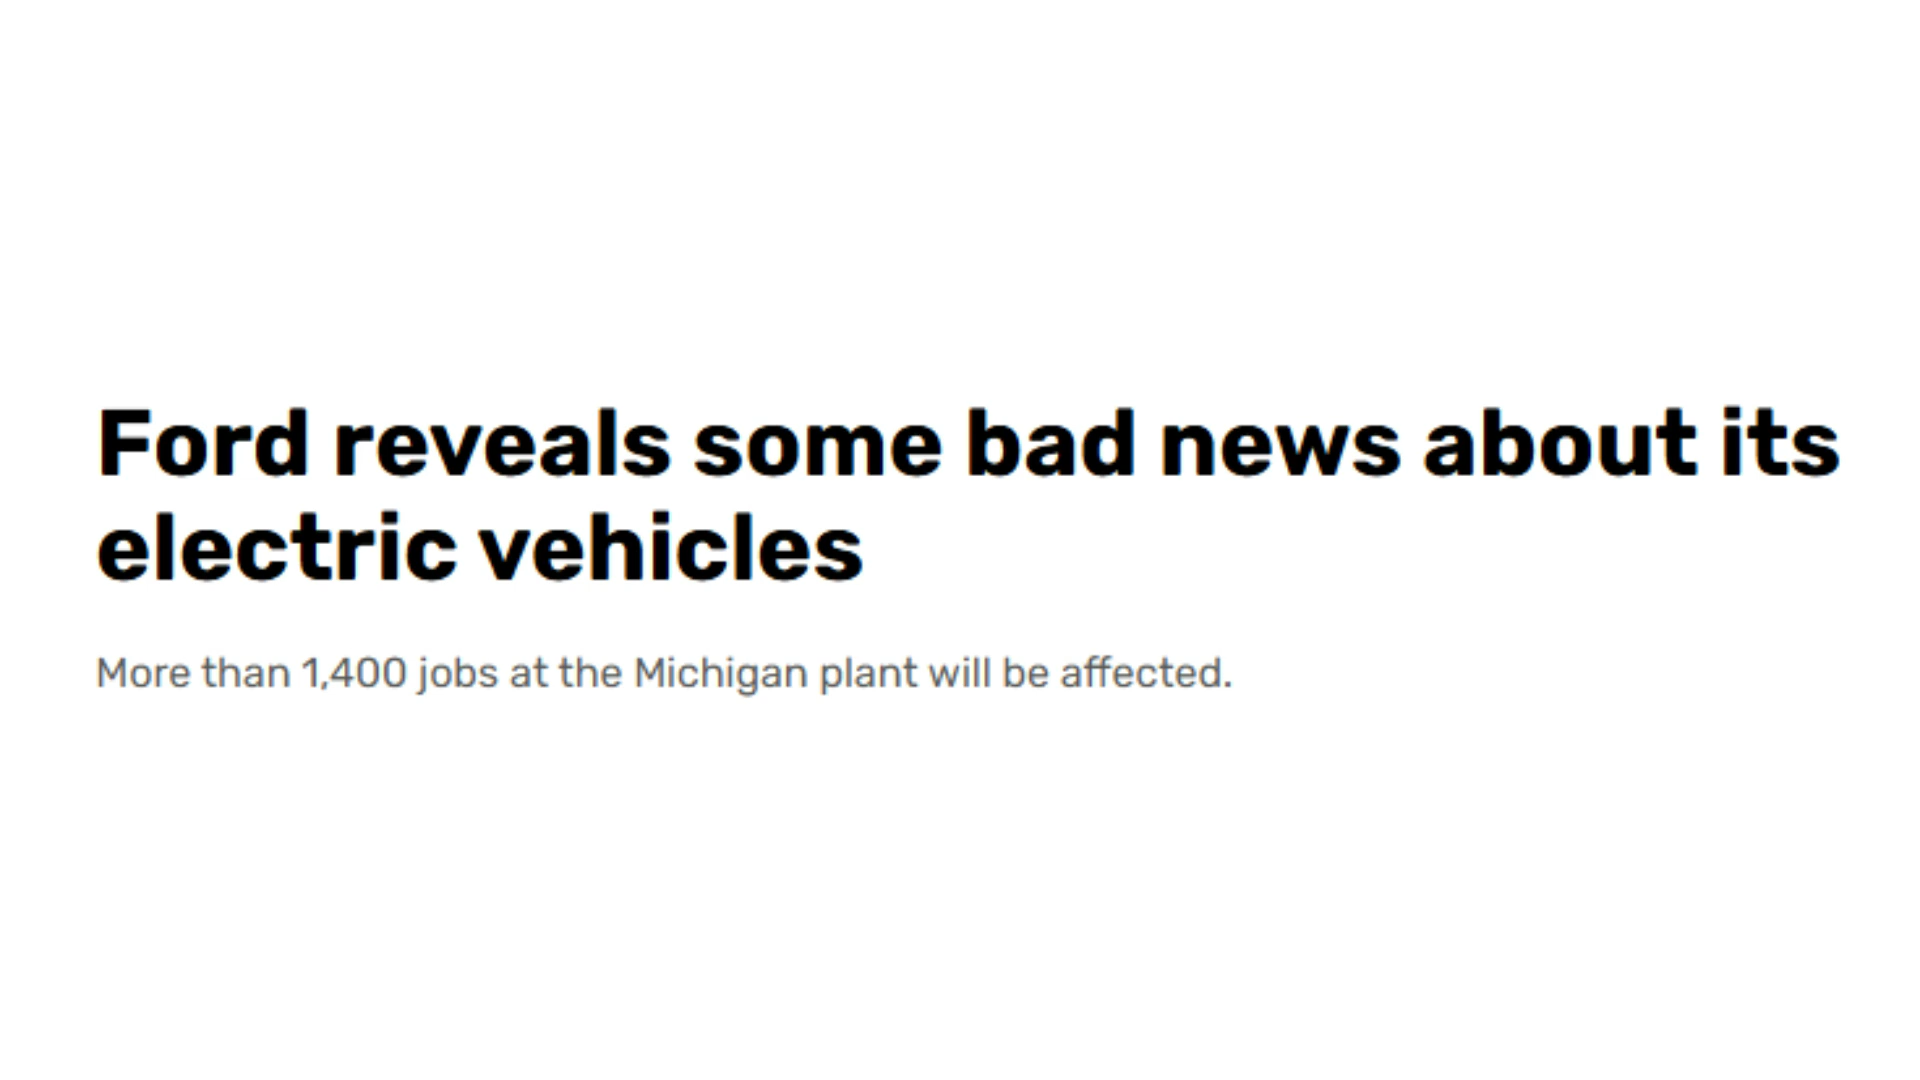 Ford reveals some bad news about its
electric vehicles
More than 1,400 jobs at the Michigan plant will be affected.